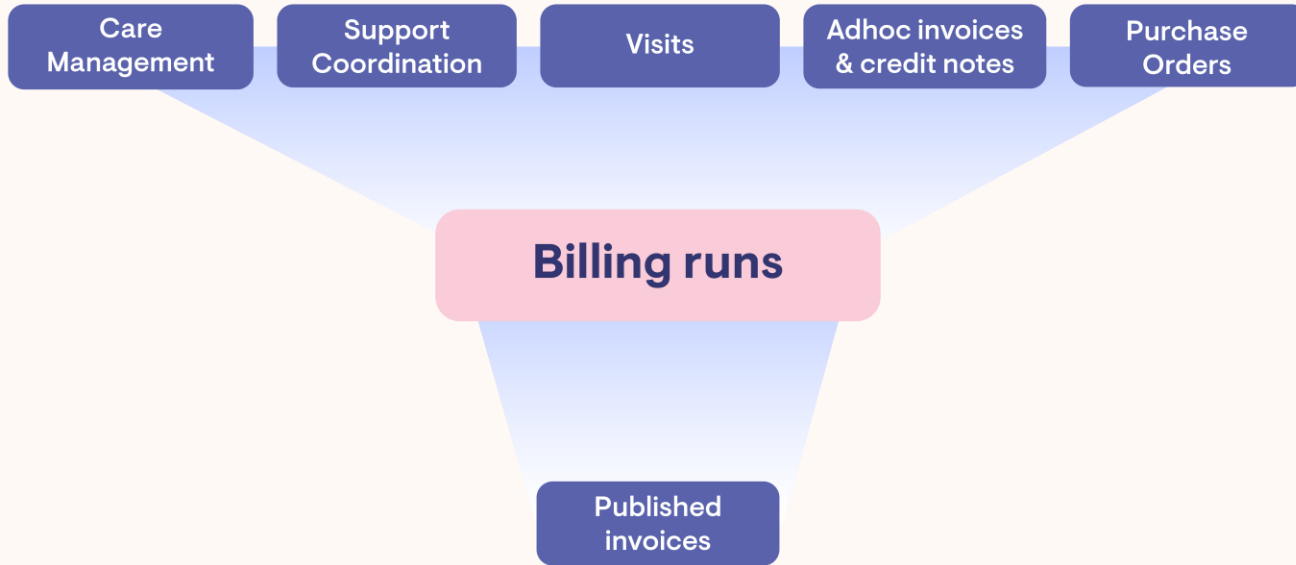 Care
Management
Support
Coordination
Visits
Adhoc invoices
& credit notes
Purchase
Orders
Billing runs
Published
invoices